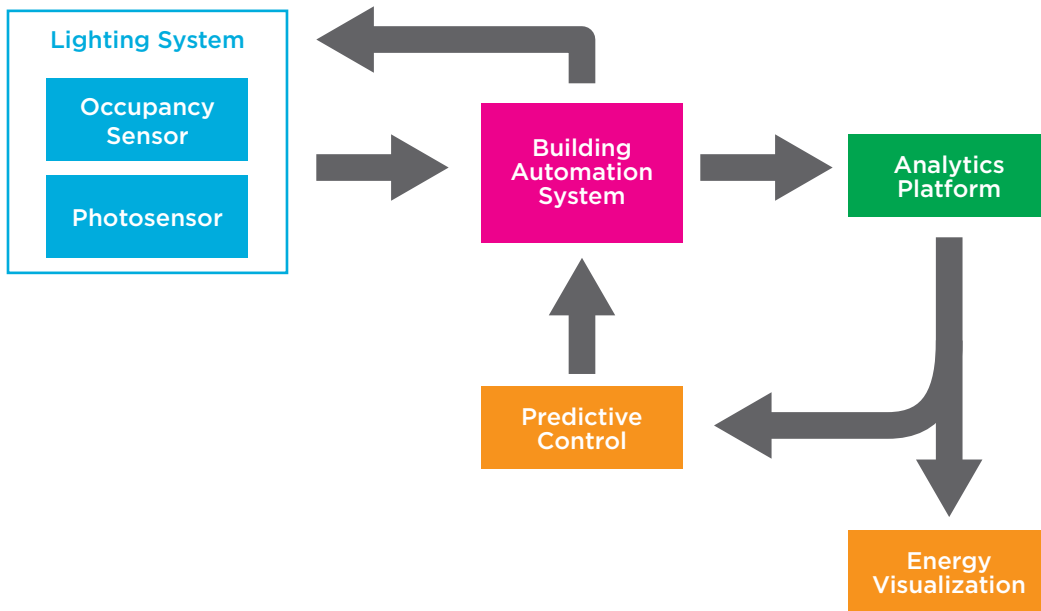 Lighting System
Occupancy
Sensor
Photosensor
Building
Automation
System
Analytics
Platform
Predictive
Control
Energy
Visualization